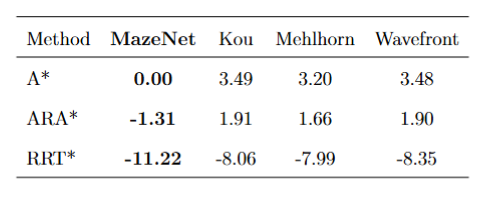 Method MazeNet Kou Mehlhorn Wavefront
A* 0.00 3.49 3.20 3.48
ARA* -1.31 1.91 1.66 1.90
RRT* -11.22 -8.06 -7.99 -8.35